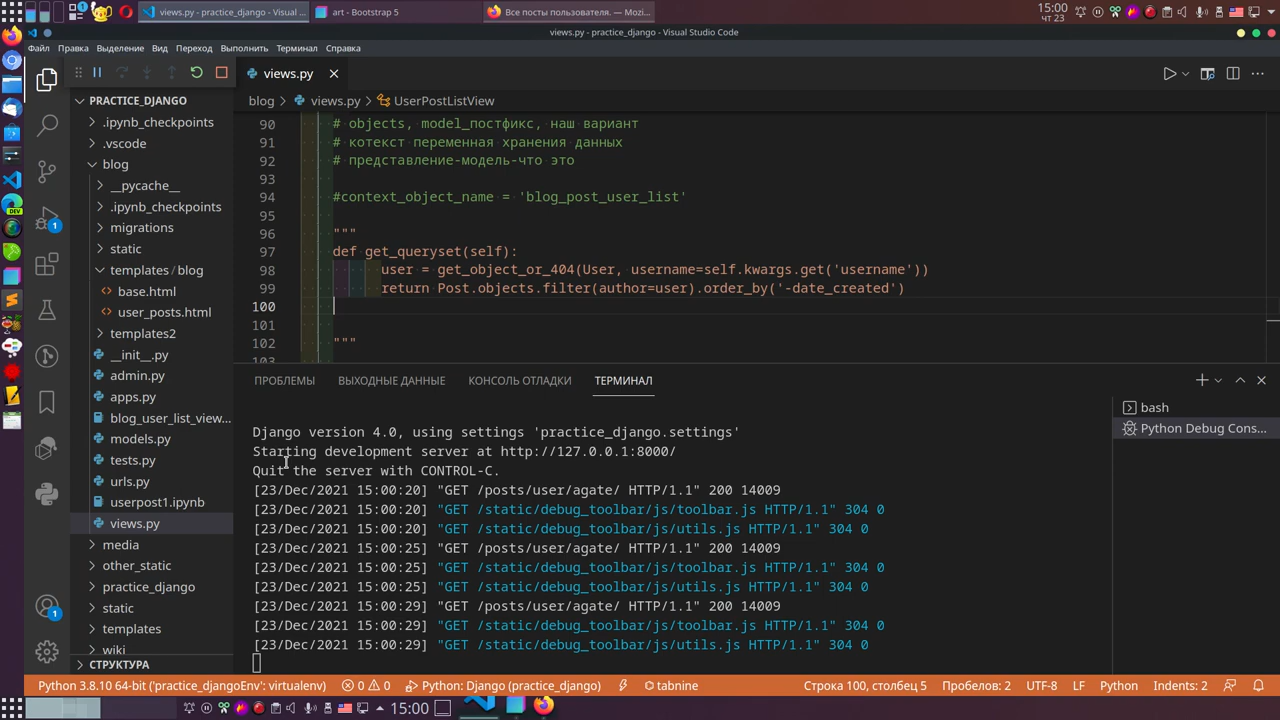 views.py - practice_django - Visual ...
art - Bootstrap 5
Все посты пользователя. — Mozi...
15:00
чт 23
views.py - practice_django - Visual Studio Code
Файл Правка Выделение Вид Переход Выполнить Терминал Справка
views.py
PRACTICE_DJANGO
.ipynb_checkpoints
.vscode
blog
__pycache__
.ipynb_checkpoints
migrations
static
templates/blog
base.html
user_posts.html
templates2
__init__.py
admin.py
apps.py
blog_user_list_view...
models.py
tests.py
urls.py
userpost1.ipynb
views.py
media
other_static
practice_django
static
templates
wiki
СТРУКТУРА
blog > views.py > UserPostListView
90 # objects, model_постфикс, наш вариант
91 # котекст переменная хранения данных
92 # представление-модель-что это
93
94 #context_object_name = 'blog_post_user_list'
95
96 """
97 def get_queryset(self):
98 user = get_object_or_404(User, username=self.kwargs.get('username'))
99 return Post.objects.filter(author=user).order_by('-date_created')
100
101
102 """
103
ПРОБЛЕМЫ ВЫХОДНЫЕ ДАННЫЕ КОНСОЛЬ ОТЛАДКИ ТЕРМИНАЛ
Django version 4.0, using settings 'practice_django.settings'
Starting development server at http://127.0.0.1:8000/
Quit the server with CONTROL-C.
[23/Dec/2021 15:00:20] "GET /posts/user/agate/ HTTP/1.1" 200 14009
[23/Dec/2021 15:00:20] "GET /static/debug_toolbar/js/toolbar.js HTTP/1.1" 304 0
[23/Dec/2021 15:00:20] "GET /static/debug_toolbar/js/utils.js HTTP/1.1" 304 0
[23/Dec/2021 15:00:25] "GET /posts/user/agate/ HTTP/1.1" 200 14009
[23/Dec/2021 15:00:25] "GET /static/debug_toolbar/js/toolbar.js HTTP/1.1" 304 0
[23/Dec/2021 15:00:25] "GET /static/debug_toolbar/js/utils.js HTTP/1.1" 304 0
[23/Dec/2021 15:00:29] "GET /posts/user/agate/ HTTP/1.1" 200 14009
[23/Dec/2021 15:00:29] "GET /static/debug_toolbar/js/toolbar.js HTTP/1.1" 304 0
[23/Dec/2021 15:00:29] "GET /static/debug_toolbar/js/utils.js HTTP/1.1" 304 0
bash
Python Debug Cons...
Python 3.8.10 64-bit ('practice_djangoEnv': virtualenv) 0 0 Python: Django (practice_django) tabnine Строка 100, столбец 5 Пробелов: 2 UTF-8 LF Python Indents: 2
15:00